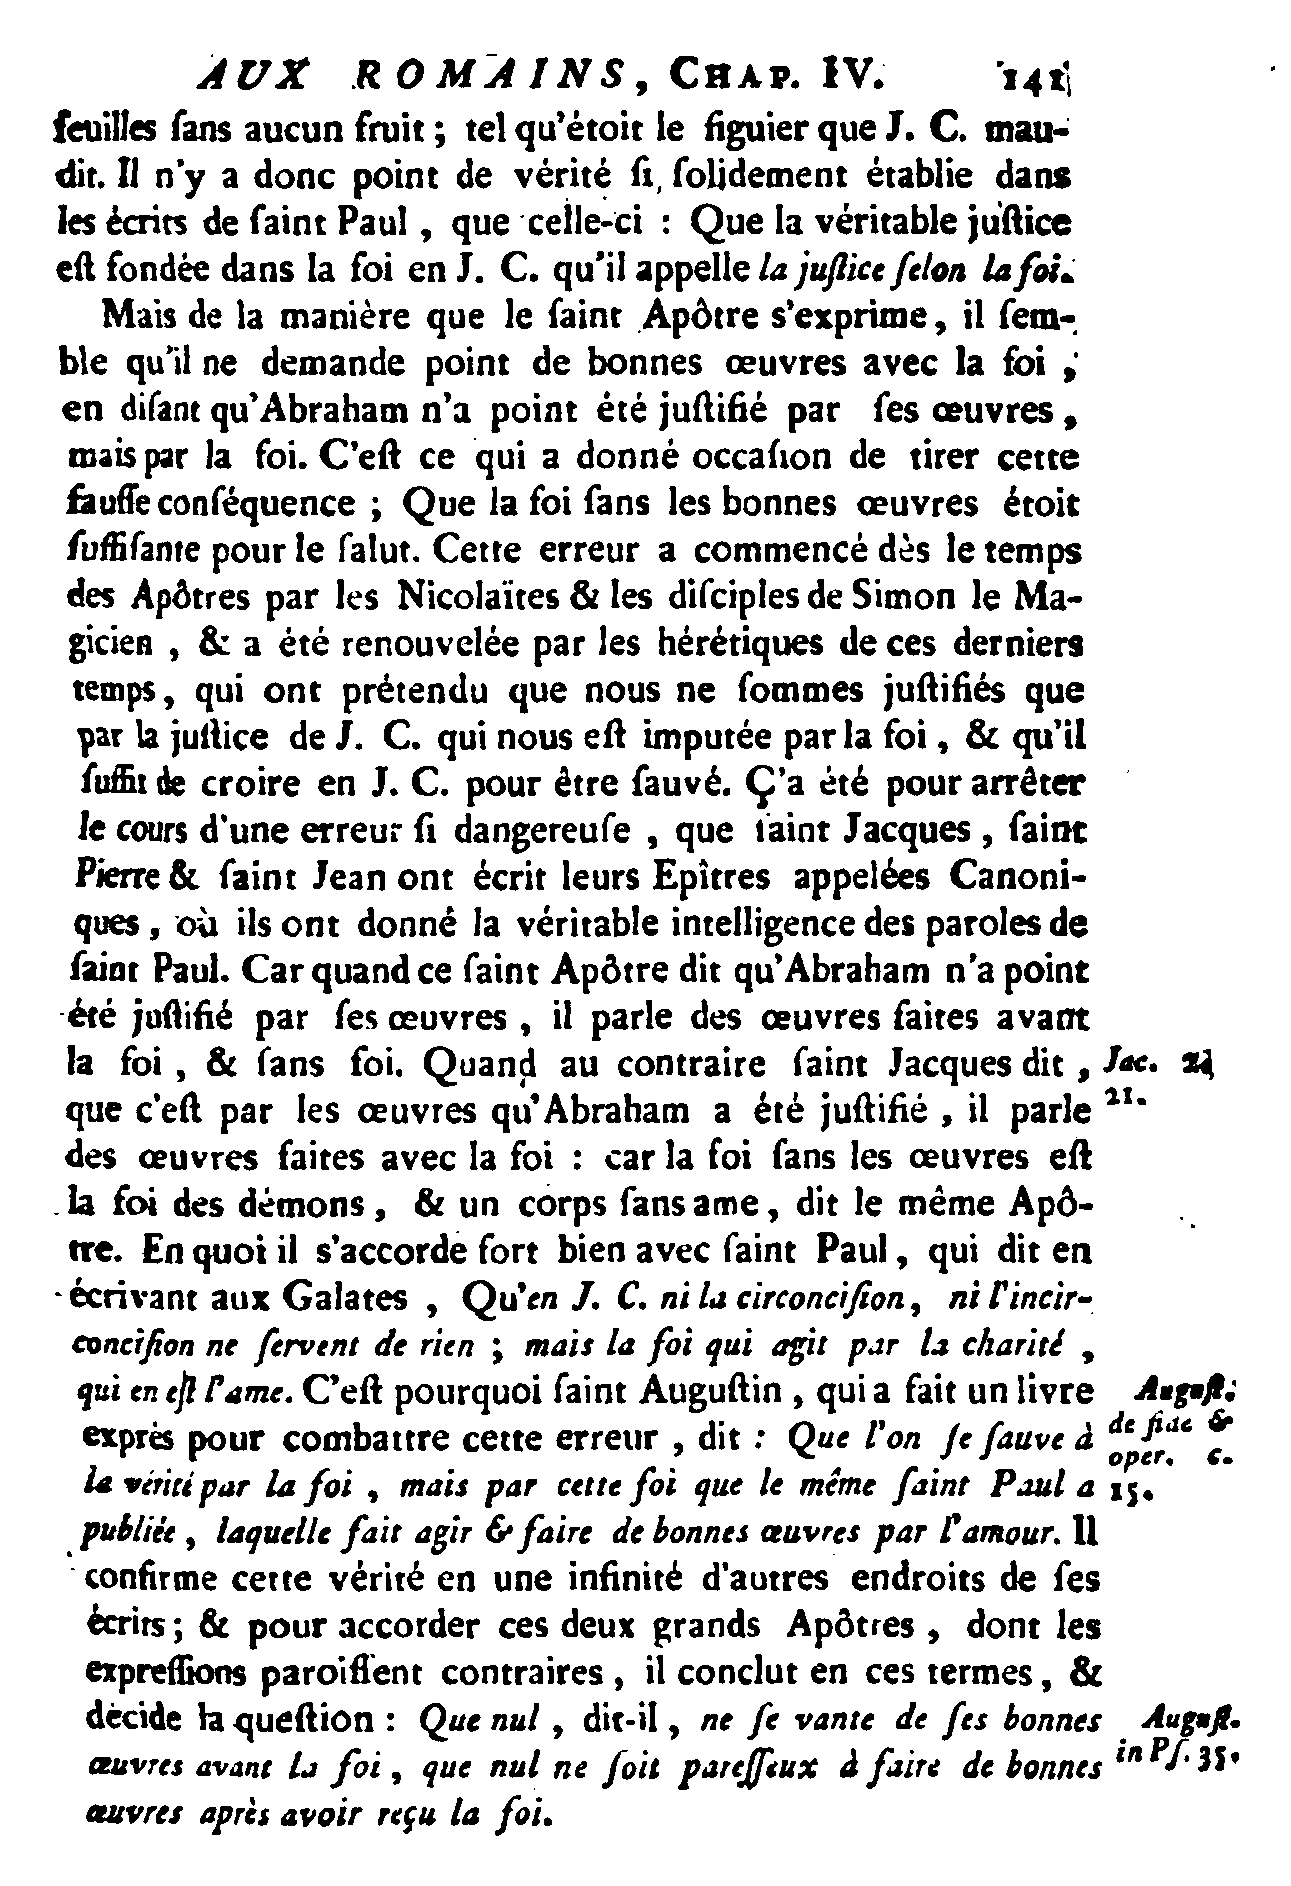 AUX ROMAINS, CHAP. IV. 141
feuilles ſans aucun fruit ; tel qu'étoit le figuier que J. C. mau-
dit. Il n'y a donc point de vérité ſi ſolidement établie dans
les écrits de ſaint Paul , que celle-ci : Que la véritable juſtice
eſt fondée dans la foi en J. C. qu'il appelle la juſtice ſelon la foi.
Mais de la manière que le ſaint Apôtre s'exprime, il ſem-
ble qu'il ne demande point de bonnes œuvres avec la foi ,
en diſant qu'Abraham n'a point été juſtifié par ſes œuvres ,
mais par la foi. C'eſt ce qui a donné occaſion de tirer cette
fauſſe conſéquence ; Que la foi ſans les bonnes œuvres étoit
ſuffiſante pour le ſalut. Cette erreur a commencé dès le temps
des Apôtres par les Nicolaïtes & les diſciples de Simon le Ma-
gicien , & a été renouvelée par les hérétiques de ces derniers
temps, qui ont prétendu que nous ne ſommes juſtifiés que
par la juſtice de J. C. qui nous eſt imputée par la foi , & qu'il
ſuffit de croire en J. C. pour être ſauvé. Ç'a été pour arrêter
le cours d'une erreur ſi dangereuſe , que ſaint Jacques , ſaint
Pierre & ſaint Jean ont écrit leurs Epîtres appelées Canoni-
ques , où ils ont donné la véritable intelligence des paroles de
ſaint Paul. Car quand ce ſaint Apôtre dit qu'Abraham n'a point
été juſtifié par ſes œuvres , il parle des œuvres faites avant
la foi , & ſans foi. Quand au contraire ſaint Jacques dit , Jac. 2.
que c'eſt par les œuvres qu'Abraham a été juſtifié , il parle 21.
des œuvres faites avec la foi : car la foi ſans les œuvres eſt
la foi des démons , & un corps ſans ame, dit le même Apô-
tre. En quoi il s'accorde fort bien avec ſaint Paul , qui dit en
écrivant aux Galates , Qu'en J. C. ni la circonciſion, ni l'incir-
conciſion ne ſervent de rien ; mais la foi qui agit par la charité ,
qui en eſt l'ame. C'eſt pourquoi ſaint Auguſtin , qui a fait un livre Auguſt.
exprès pour combattre cette erreur , dit : Que l'on ſe ſauve à de fide &
la vérité par la foi , mais par cette foi que le même ſaint Paul a oper. c. 15.
publiée , laquelle fait agir & faire de bonnes œuvres par l'amour. Il
confirme cette vérité en une infinité d'autres endroits de ſes
écrits ; & pour accorder ces deux grands Apôtres , dont les
expreſſions paroiſſent contraires , il conclut en ces termes , &
décide la queſtion : Que nul , dit-il , ne ſe vante de ſes bonnes Auguſt.
œuvres avant la foi , que nul ne ſoit pareſſeux à faire de bonnes in Pſ. 35.
œuvres après avoir reçu la foi.